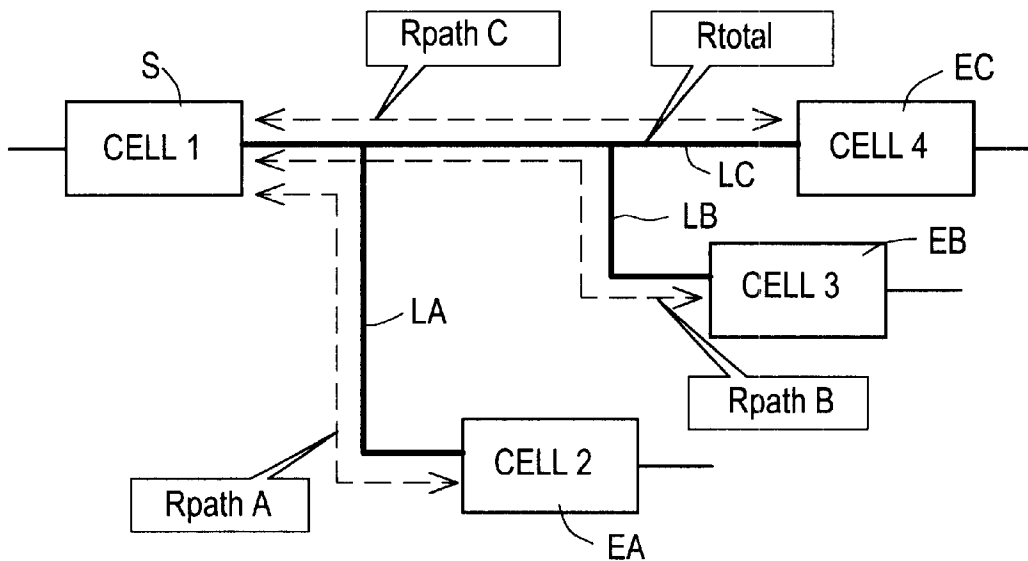 Rpath C
Rtotal
S
EC
CELL 1
CELL 4
LC
LB
EB
CELL 3
LA
Rpath B
CELL 2
Rpath A
EA